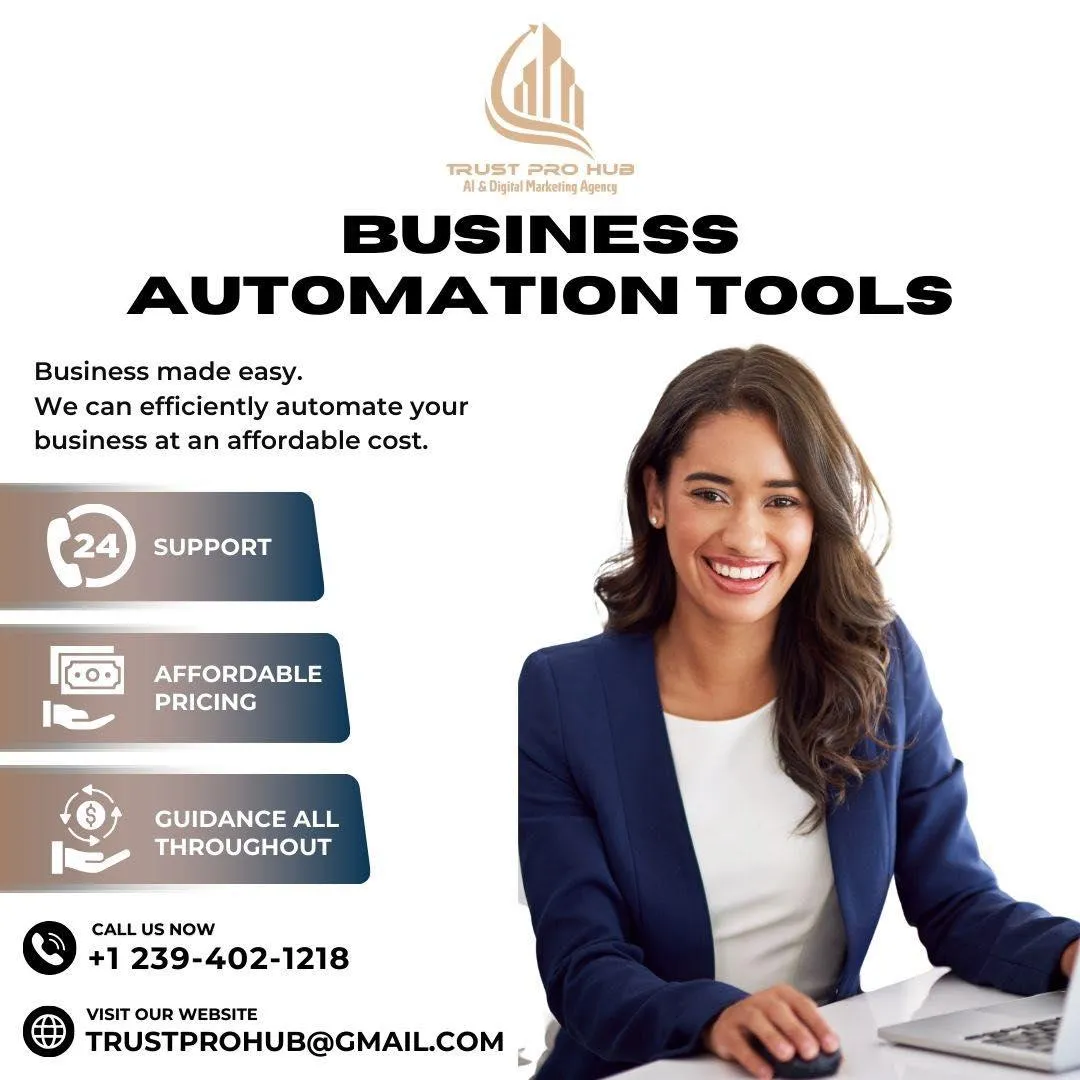 TRUST PRO HUB
AI & Digital Marketing Agency
BUSINESS
AUTOMATION TOOLS
Business made easy.
We can efficiently automate your
business at an affordable cost.
24
SUPPORT
AFFORDABLE
PRICING
$
GUIDANCE ALL
THROUGHOUT
CALL US NOW
+1 239-402-1218
VISIT OUR WEBSITE
TRUSTPROHUB@GMAIL.COM